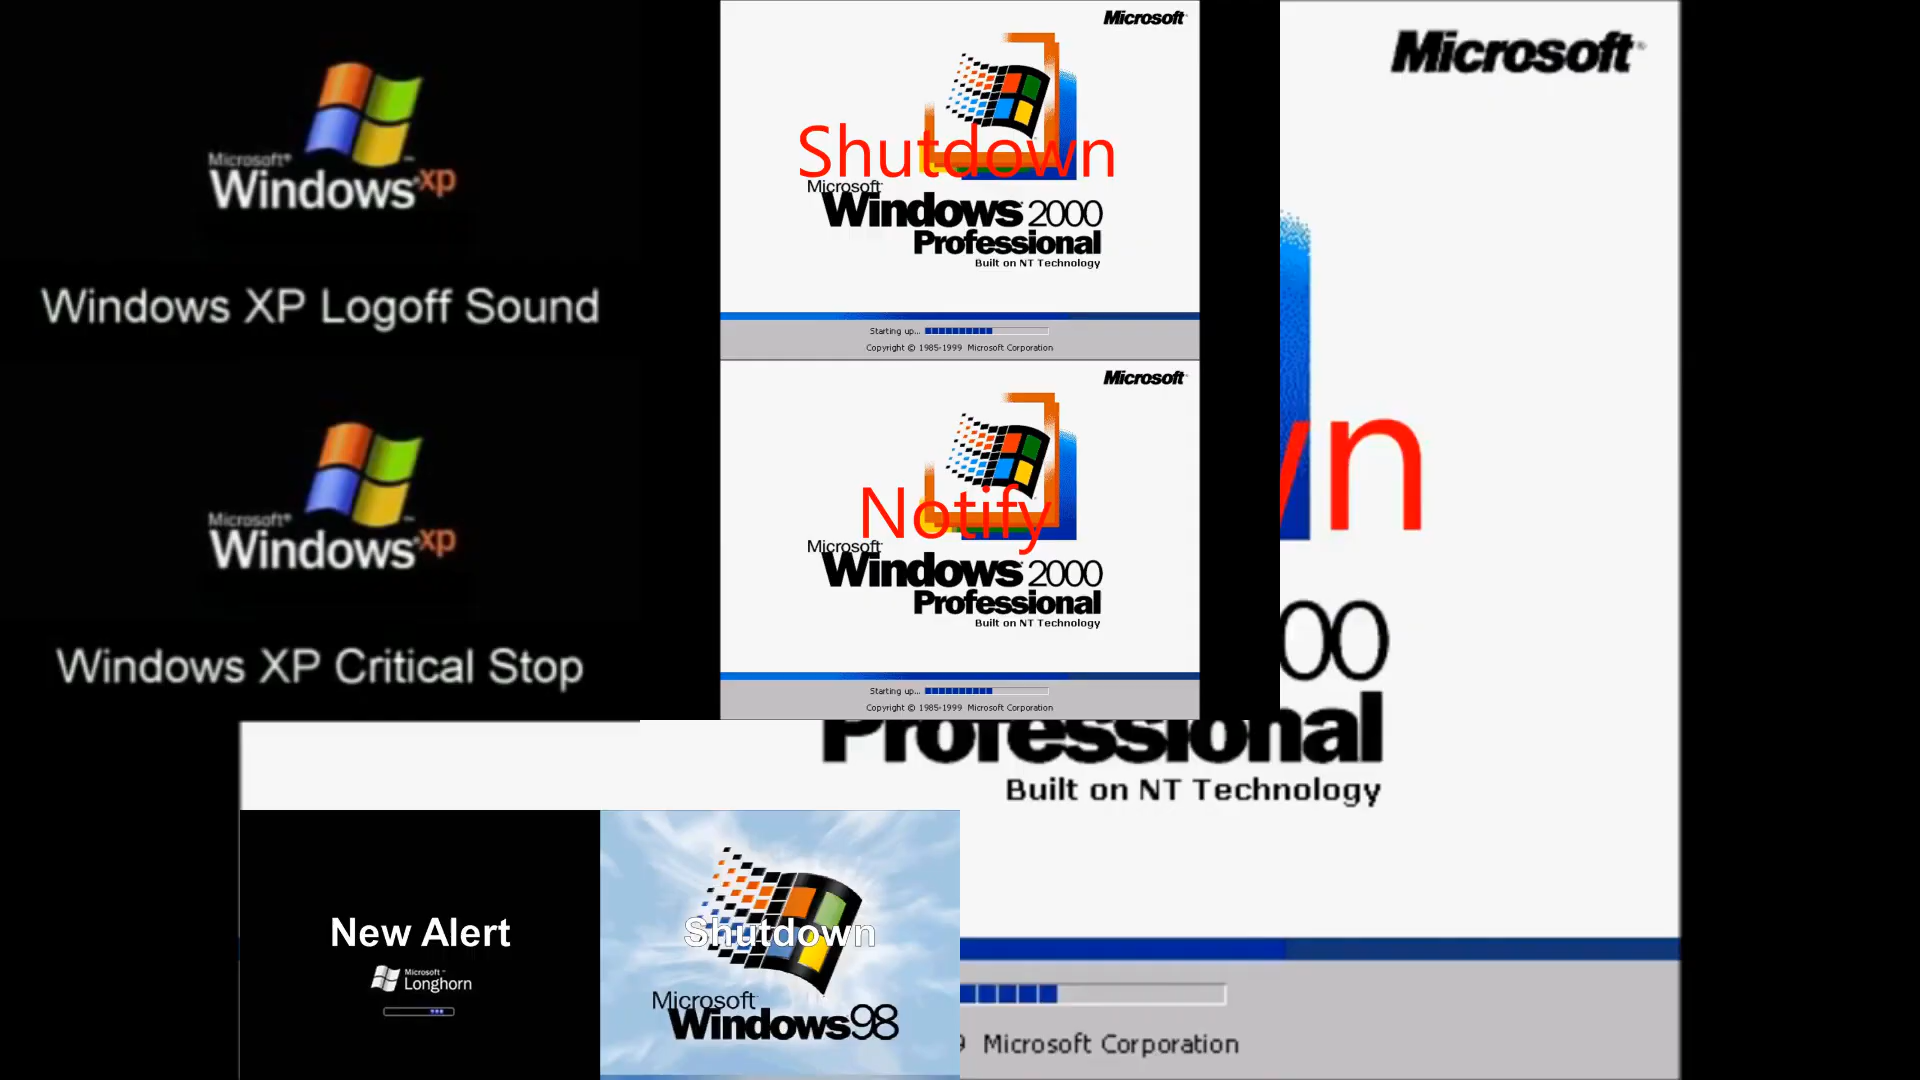 Microsoft®
Windows xp
Windows XP Logoff Sound
Microsoft
Shutdown
Microsoft
Windows 2000
Professional
Built on NT Technology
Starting up...
Copyright © 1985-1999 Microsoft Corporation
Microsoft®
Windows xp
Windows XP Critical Stop
Microsoft
Notify
Microsoft
Windows 2000
Professional
Built on NT Technology
Starting up...
Copyright © 1985-1999 Microsoft Corporation
Microsoft
n
00
Professional
Built on NT Technology
Microsoft Corporation
New Alert
Microsoft
Longhorn
Shutdown
Microsoft
Windows 98